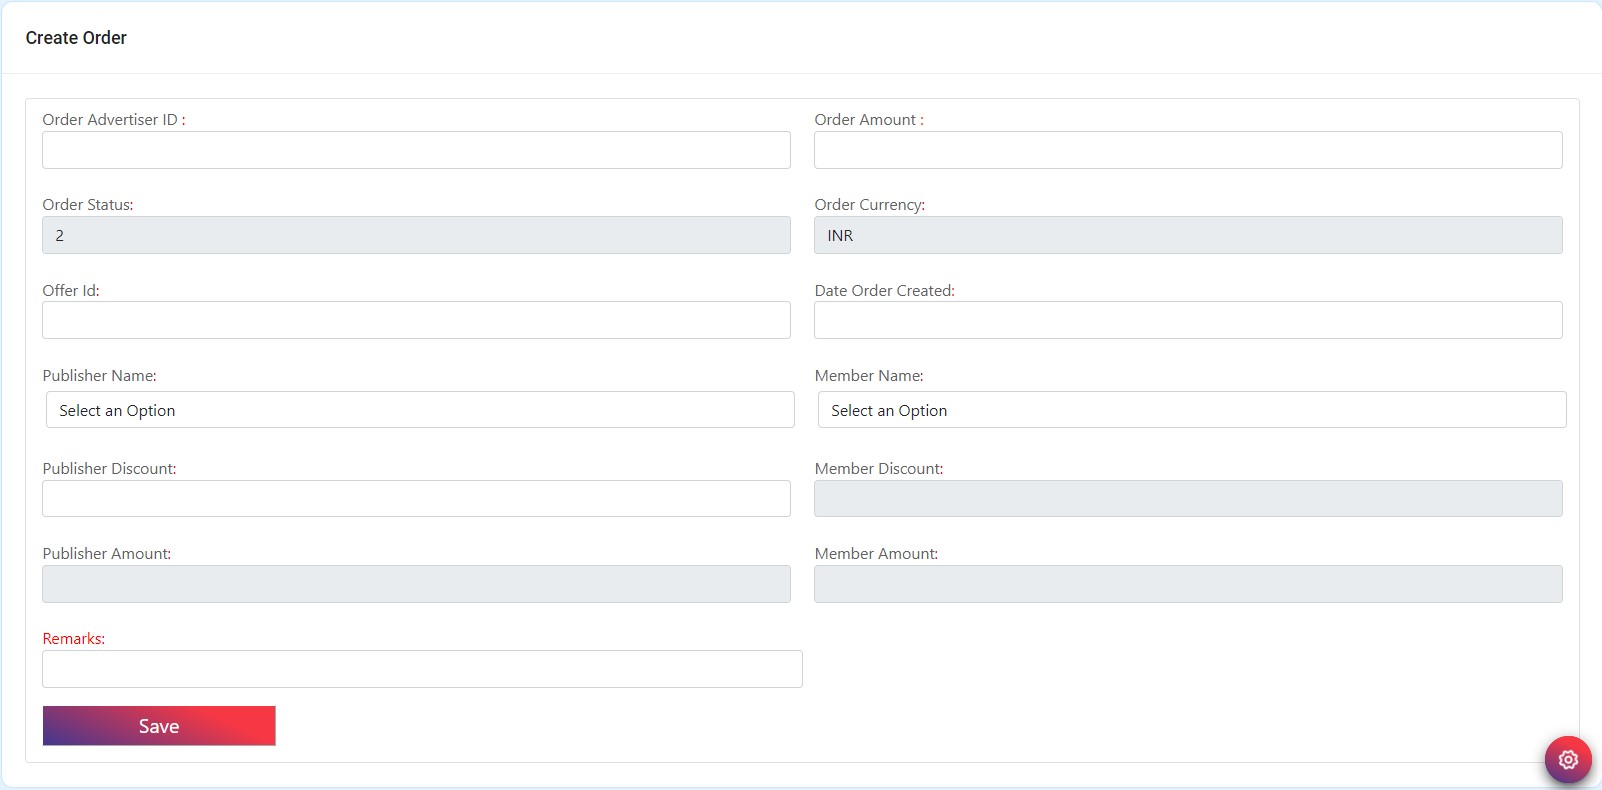 Create Order
Order Advertiser ID :
Order Amount :
Order Status:
2
Order Currency:
INR
Offer Id:
Date Order Created:
Publisher Name:
Select an Option
Member Name:
Select an Option
Publisher Discount:
Member Discount:
Publisher Amount:
Member Amount:
Remarks:
Save